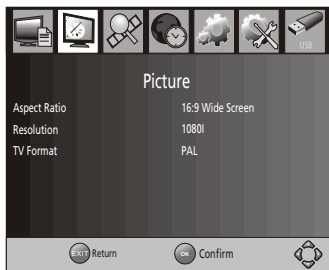 USB
Picture
Aspect Ratio 16:9 Wide Screen
Resolution 1080I
TV Format PAL
EXIT Return OK Confirm